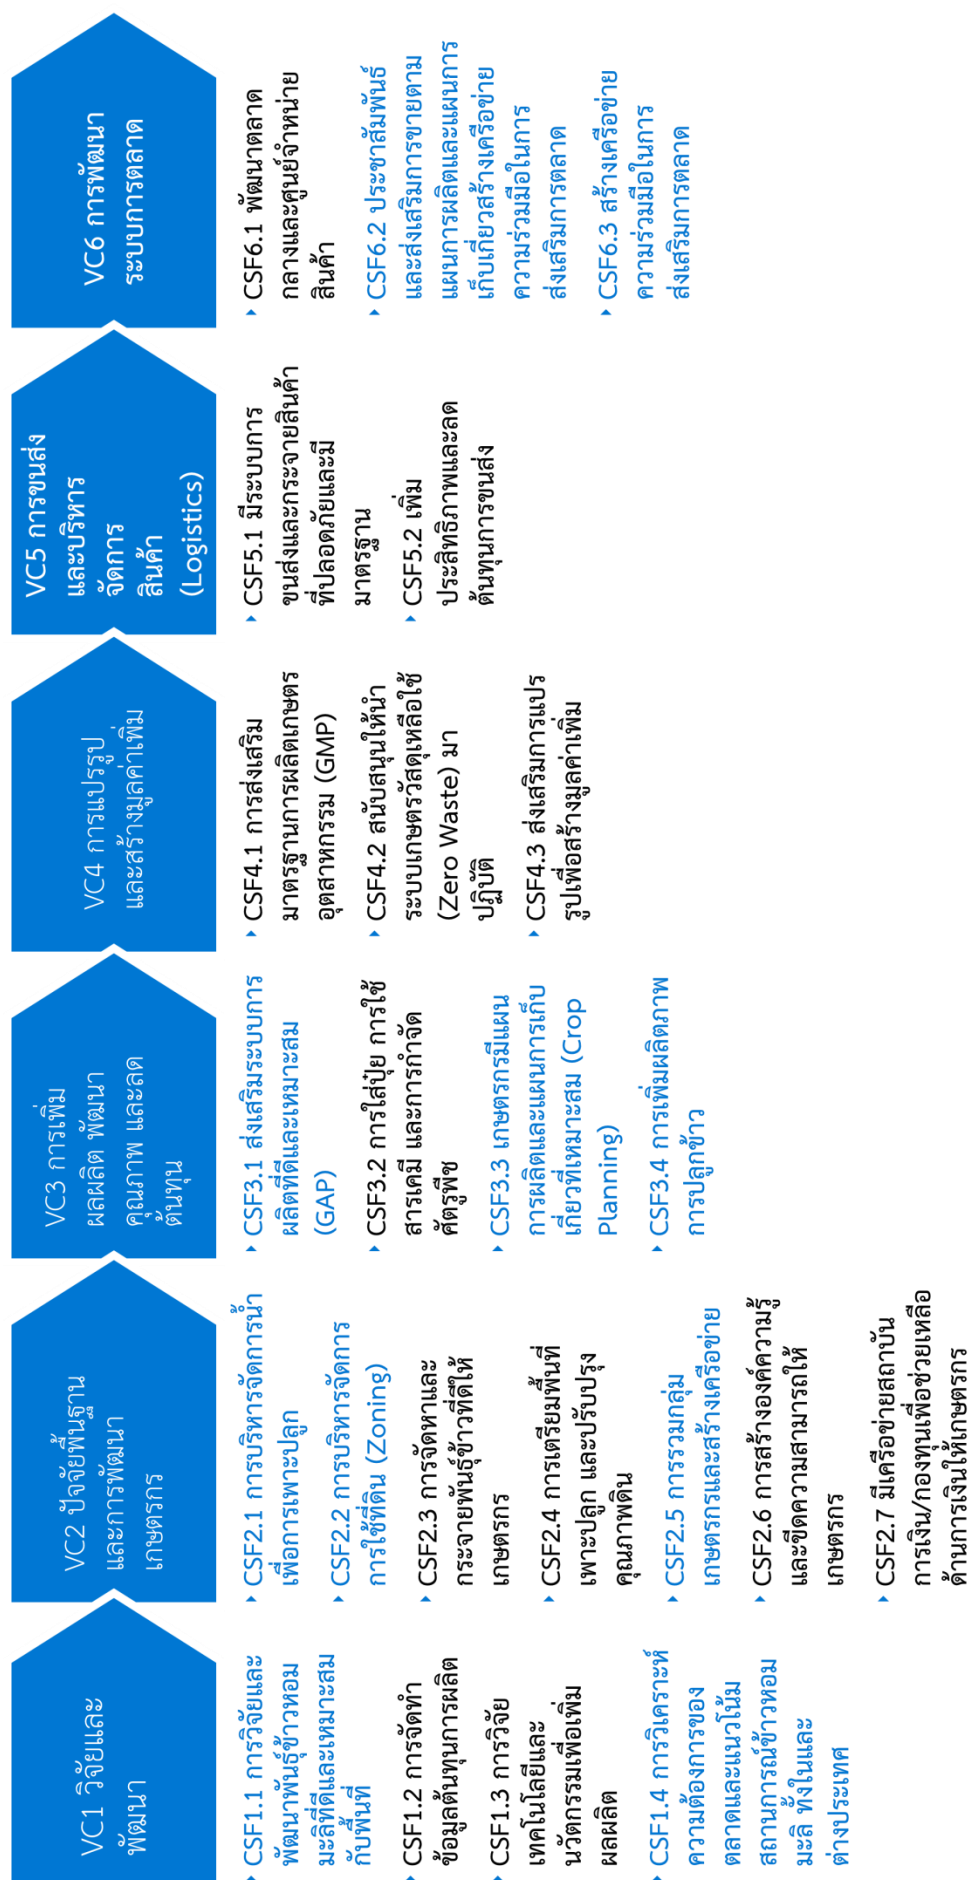 VC1 วิจัยและ
พัฒนา
CSF1.1 การวิจัยและ
พัฒนาพันธุ์ข้าวหอม
มะลิที่ดีและเหมาะสม
กับพื้นที่
CSF1.2 การจัดทำ
ข้อมูลต้นทุนการผลิต
CSF1.3 การวิจัย
เทคโนโลยีและ
นวัตกรรมเพื่อเพิ่ม
ผลผลิต
CSF1.4 การวิเคราะห์
ความต้องการของ
ตลาดและแนวโน้ม
สถานการณ์ข้าวหอม
มะลิ ทั้งในและ
ต่างประเทศ
VC2 ปัจจัยพื้นฐาน
และการพัฒนา
เกษตรกร
CSF2.1 การบริหารจัดการน้ำ
เพื่อการเพาะปลูก
CSF2.2 การบริหารจัดการ
การใช้ที่ดิน (Zoning)
CSF2.3 การจัดหาและ
กระจายพันธุ์ข้าวที่ดีให้
เกษตรกร
CSF2.4 การเตรียมพื้นที่
เพาะปลูก และปรับปรุง
คุณภาพดิน
CSF2.5 การรวมกลุ่ม
เกษตรกรและสร้างเครือข่าย
CSF2.6 การสร้างองค์ความรู้
และขีดความสามารถให้
เกษตรกร
CSF2.7 มีเครือข่ายสถาบัน
การเงิน/กองทุนเพื่อช่วยเหลือ
ด้านการเงินให้เกษตรกร
VC3 การเพิ่ม
ผลผลิต พัฒนา
คุณภาพ และลด
ต้นทุน
CSF3.1 ส่งเสริมระบบการ
ผลิตที่ดีและเหมาะสม
(GAP)
CSF3.2 การใส่ปุ๋ย การใช้
สารเคมี และการกำจัด
ศัตรูพืช
CSF3.3 เกษตกรมีแผน
การผลิตและแผนการเก็บ
เกี่ยวที่เหมาะสม (Crop
Planning)
CSF3.4 การเพิ่มผลิตภาพ
การปลูกข้าว
VC4 การแปรรูป
และสร้างมูลค่าเพิ่ม
CSF4.1 การส่งเสริม
มาตรฐานการผลิตเกษตร
อุตสาหกรรม (GMP)
CSF4.2 สนับสนุนให้นำ
ระบบเกษตรวัสดุเหลือใช้
(Zero Waste) มา
ปฏิบัติ
CSF4.3 ส่งเสริมการแปร
รูปเพื่อสร้างมูลค่าเพิ่ม
VC5 การขนส่ง
และบริหาร
จัดการ
สินค้า
(Logistics)
CSF5.1 มีระบบการ
ขนส่งและกระจายสินค้า
ที่ปลอดภัยและมี
มาตรฐาน
CSF5.2 เพิ่ม
ประสิทธิภาพและลด
ต้นทุนการขนส่ง
VC6 การพัฒนา
ระบบการตลาด
CSF6.1 พัฒนาตลาด
กลางและศูนย์จำหน่าย
สินค้า
CSF6.2 ประชาสัมพันธ์
และส่งเสริมการขายตาม
แผนการผลิตและแผนการ
เก็บเกี่ยวสร้างเครือข่าย
ความร่วมมือในการ
ส่งเสริมการตลาด
CSF6.3 สร้างเครือข่าย
ความร่วมมือในการ
ส่งเสริมการตลาด